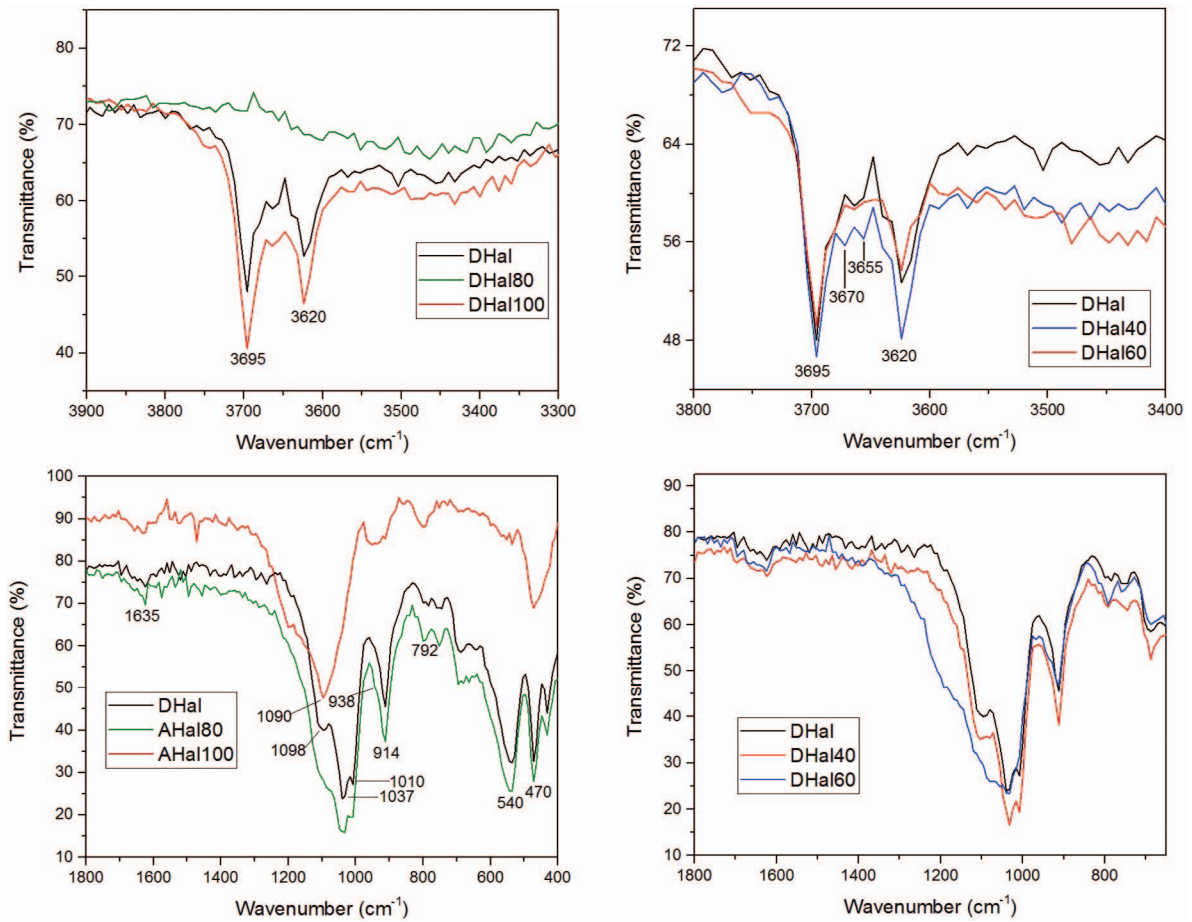 80
70
60
50
40
Transmittance (%)
DHal
DHal80
DHal100
3695
3620
3900 3800 3700 3600 3500 3400 3300
Wavenumber (cm-1)
72
64
56
48
Transmittance (%)
3655
3670
3695
3620
DHal
DHal40
DHal60
3800 3700 3600 3500 3400
Wavenumber (cm-1)
100
90
80
70
60
50
40
30
20
10
Transmittance (%)
1635
792
1090
938
1098
914
1010
1037
540
470
DHal
AHal80
AHal100
1800 1600 1400 1200 1000 800 600 400
Wavenumber (cm-1)
90
80
70
60
50
40
30
20
10
Transmittance (%)
DHal
DHal40
DHal60
1800 1600 1400 1200 1000 800
Wavenumber (cm-1)